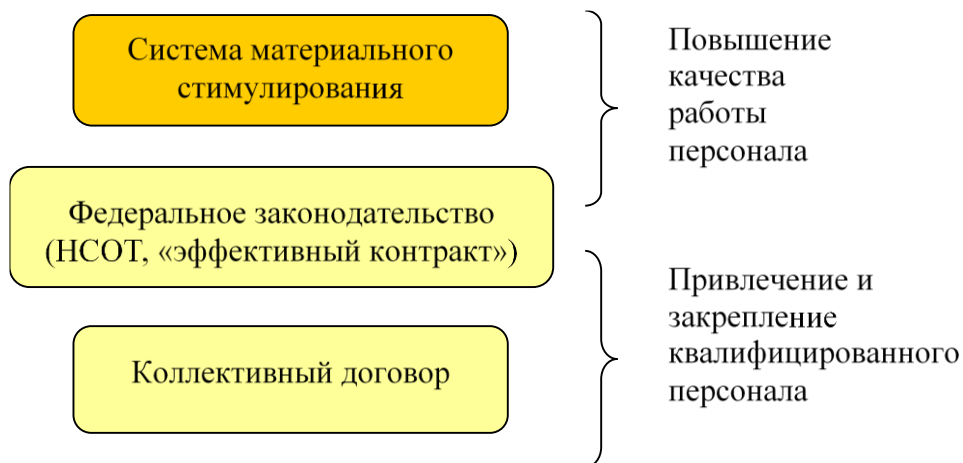 Система материального
стимулирования
Повышение
качества
работы
персонала
Федеральное законодательство
(НСОТ, «эффективный контракт»)
Привлечение и
закрепление
квалифицированного
персонала
Коллективный договор